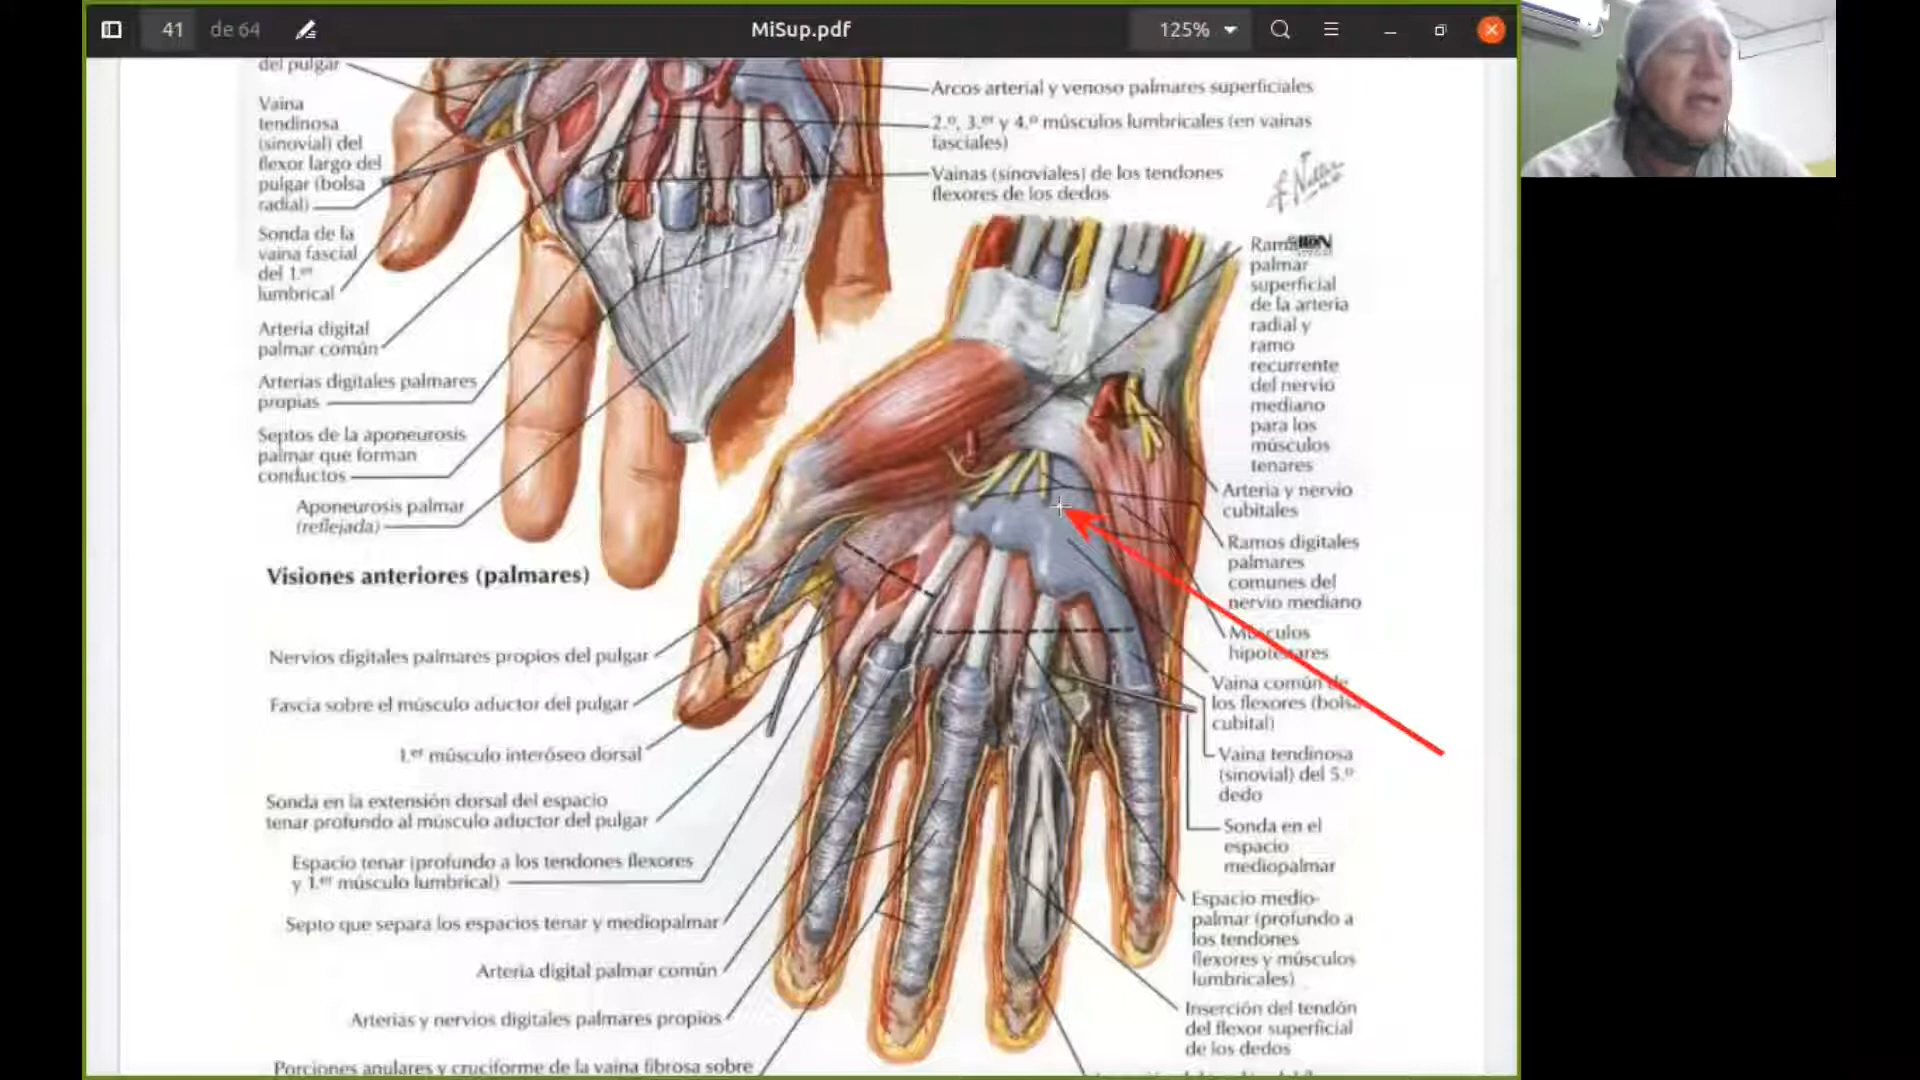 41 de 64
MiSup.pdf
125%
del pulgar
Vaina
tendinosa
(sinovial) del
flexor largo del
pulgar (bolsa
radial)
Sonda de la
vaina fascial
del 1.er
lumbrical
Arteria digital
palmar común
Arterias digitales palmares
propias
Septos de la aponeurosis
palmar que forman
conductos
Aponeurosis palmar
(reflejada)
Visiones anteriores (palmares)
Nervios digitales palmares propios del pulgar
Fascia sobre el músculo aductor del pulgar
1.er músculo interóseo dorsal
Sonda en la extensión dorsal del espacio
tenar profundo al músculo aductor del pulgar
Espacio tenar (profundo a los tendones flexores
y 1.er músculo lumbrical)
Septo que separa los espacios tenar y mediopalmar
Arteria digital palmar común
Arterias y nervios digitales palmares propios
Porciones anulares y cruciforme de la vaina fibrosa sobre
Arcos arterial y venoso palmares superficiales
2.º, 3.er y 4.º músculos lumbricales (en vainas
fasciales)
Vainas (sinoviales) de los tendones
flexores de los dedos
F. Netter
palmar
superficial
de la arteria
radial y
ramo
recurrente
del nervio
mediano
para los
músculos
tenares
Arteria y nervio
cubitales
Ramos digitales
palmares
comunes del
nervio mediano
Músculos
hipotenares
Vaina común de
los flexores (bolsa
cubital)
Vaina tendinosa
(sinovial) del 5.º
dedo
Sonda en el
espacio
mediopalmar
Espacio medio-
palmar (profundo a
los tendones
flexores y músculos
lumbricales)
Inserción del tendón
del flexor superficial
de los dedos